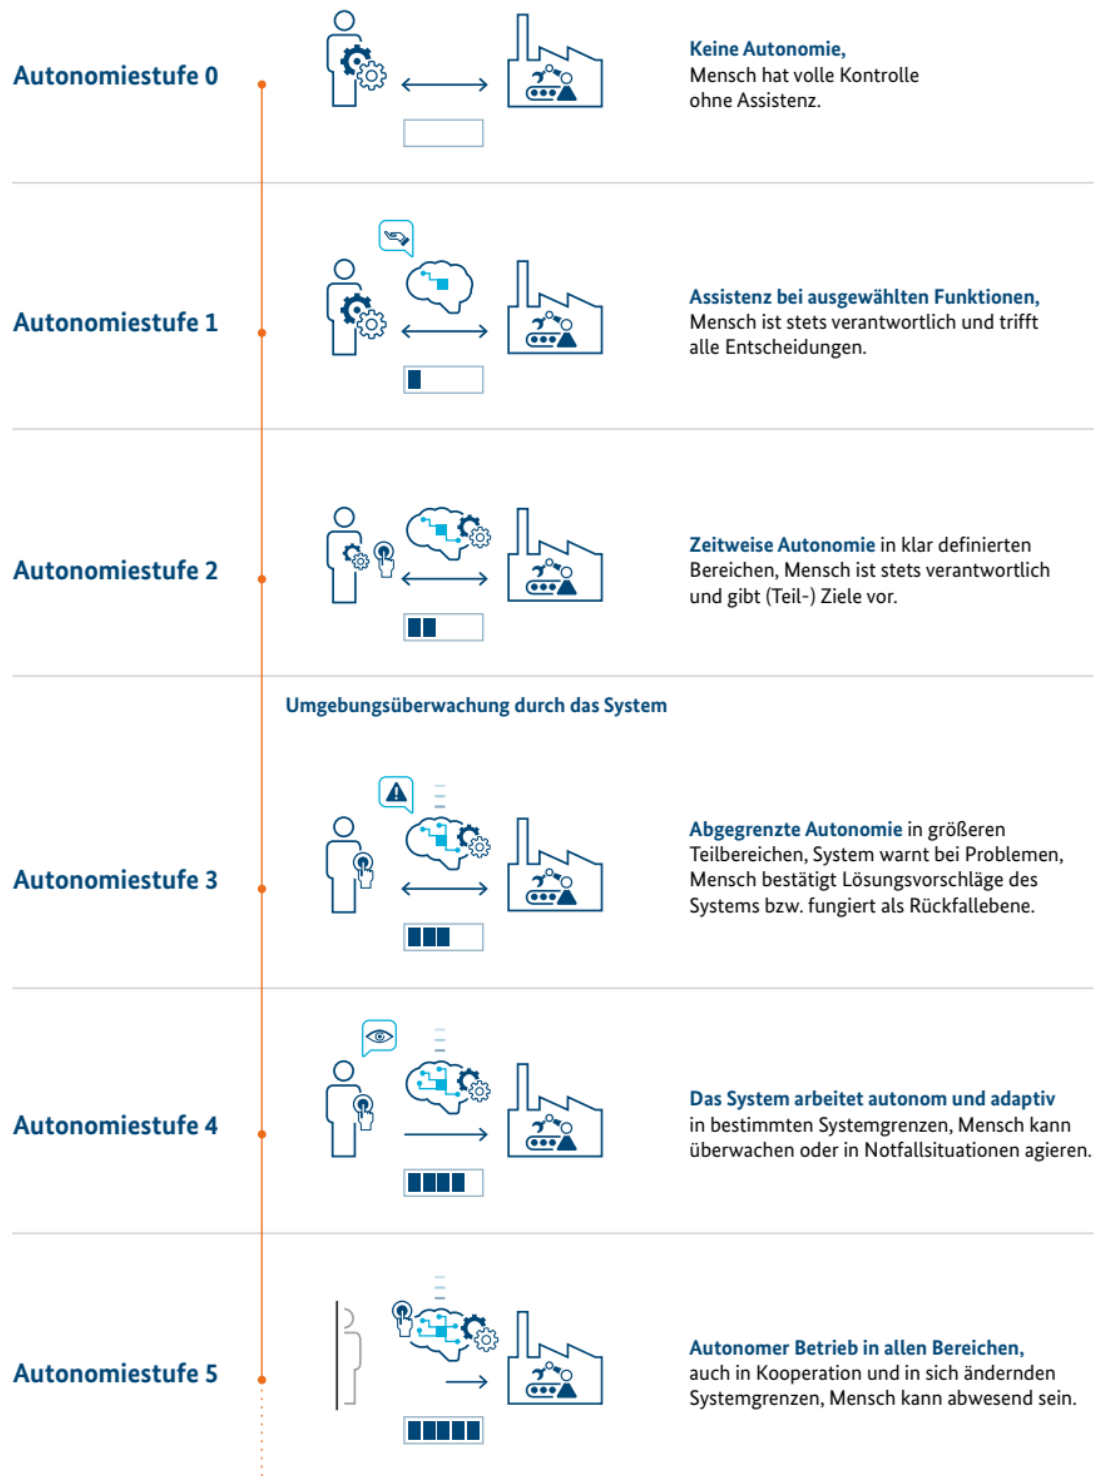 Autonomiestufe 0
Keine Autonomie,
Mensch hat volle Kontrolle
ohne Assistenz.
Autonomiestufe 1
Assistenz bei ausgewählten Funktionen,
Mensch ist stets verantwortlich und trifft
alle Entscheidungen.
Autonomiestufe 2
Zeitweise Autonomie in klar definierten
Bereichen, Mensch ist stets verantwortlich
und gibt (Teil-) Ziele vor.
Umgebungsüberwachung durch das System
Autonomiestufe 3
Abgegrenzte Autonomie in größeren
Teilbereichen, System warnt bei Problemen,
Mensch bestätigt Lösungsvorschläge des
Systems bzw. fungiert als Rückfallebene.
Autonomiestufe 4
Das System arbeitet autonom und adaptiv
in bestimmten Systemgrenzen, Mensch kann
überwachen oder in Notfallsituationen agieren.
Autonomiestufe 5
Autonomer Betrieb in allen Bereichen,
auch in Kooperation und in sich ändernden
Systemgrenzen, Mensch kann abwesend sein.